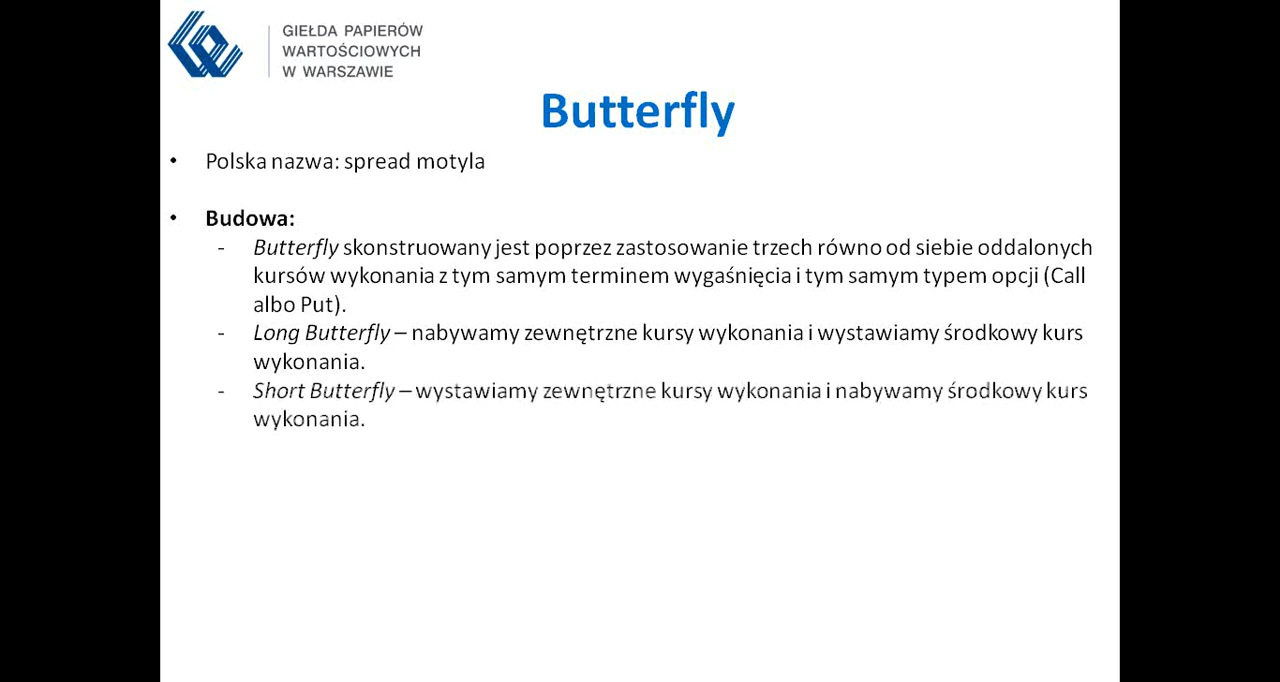 GIEŁDA PAPIERÓW
WARTOŚCIOWYCH
W WARSZAWIE
Butterfly
• Polska nazwa: spread motyla
• Budowa:
- Butterfly skonstruowany jest poprzez zastosowanie trzech równo od siebie oddalonych
kursów wykonania z tym samym terminem wygaśnięcia i tym samym typem opcji (Call
albo Put).
- Long Butterfly – nabywamy zewnętrzne kursy wykonania i wystawiamy środkowy kurs
wykonania.
- Short Butterfly – wystawiamy zewnętrzne kursy wykonania i nabywamy środkowy kurs
wykonania.